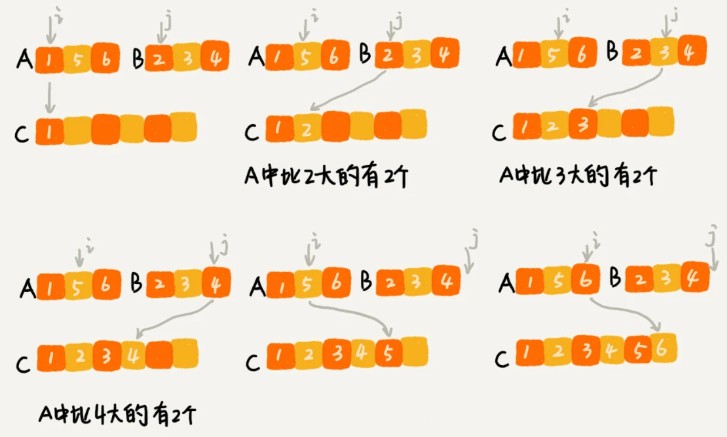 i j i j i j
A 1 5 6 B 2 3 4 A 1 5 6 B 2 3 4 A 1 5 6 B 2 3 4
C 1 C 1 2 C 1 2 3
A中比2大的有2个 A中比3大的有2个
i j i j i j
A 1 5 6 B 2 3 4 A 1 5 6 B 2 3 4 A 1 5 6 B 2 3 4
C 1 2 3 4 C 1 2 3 4 5 C 1 2 3 4 5 6
A中比4大的有2个